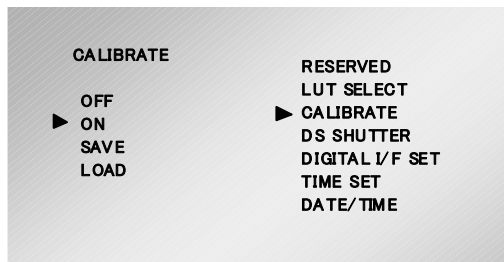 CALIBRATE
OFF
ON
SAVE
LOAD
RESERVED
LUT SELECT
CALIBRATE
DS SHUTTER
DIGITAL I/F SET
TIME SET
DATE/TIME